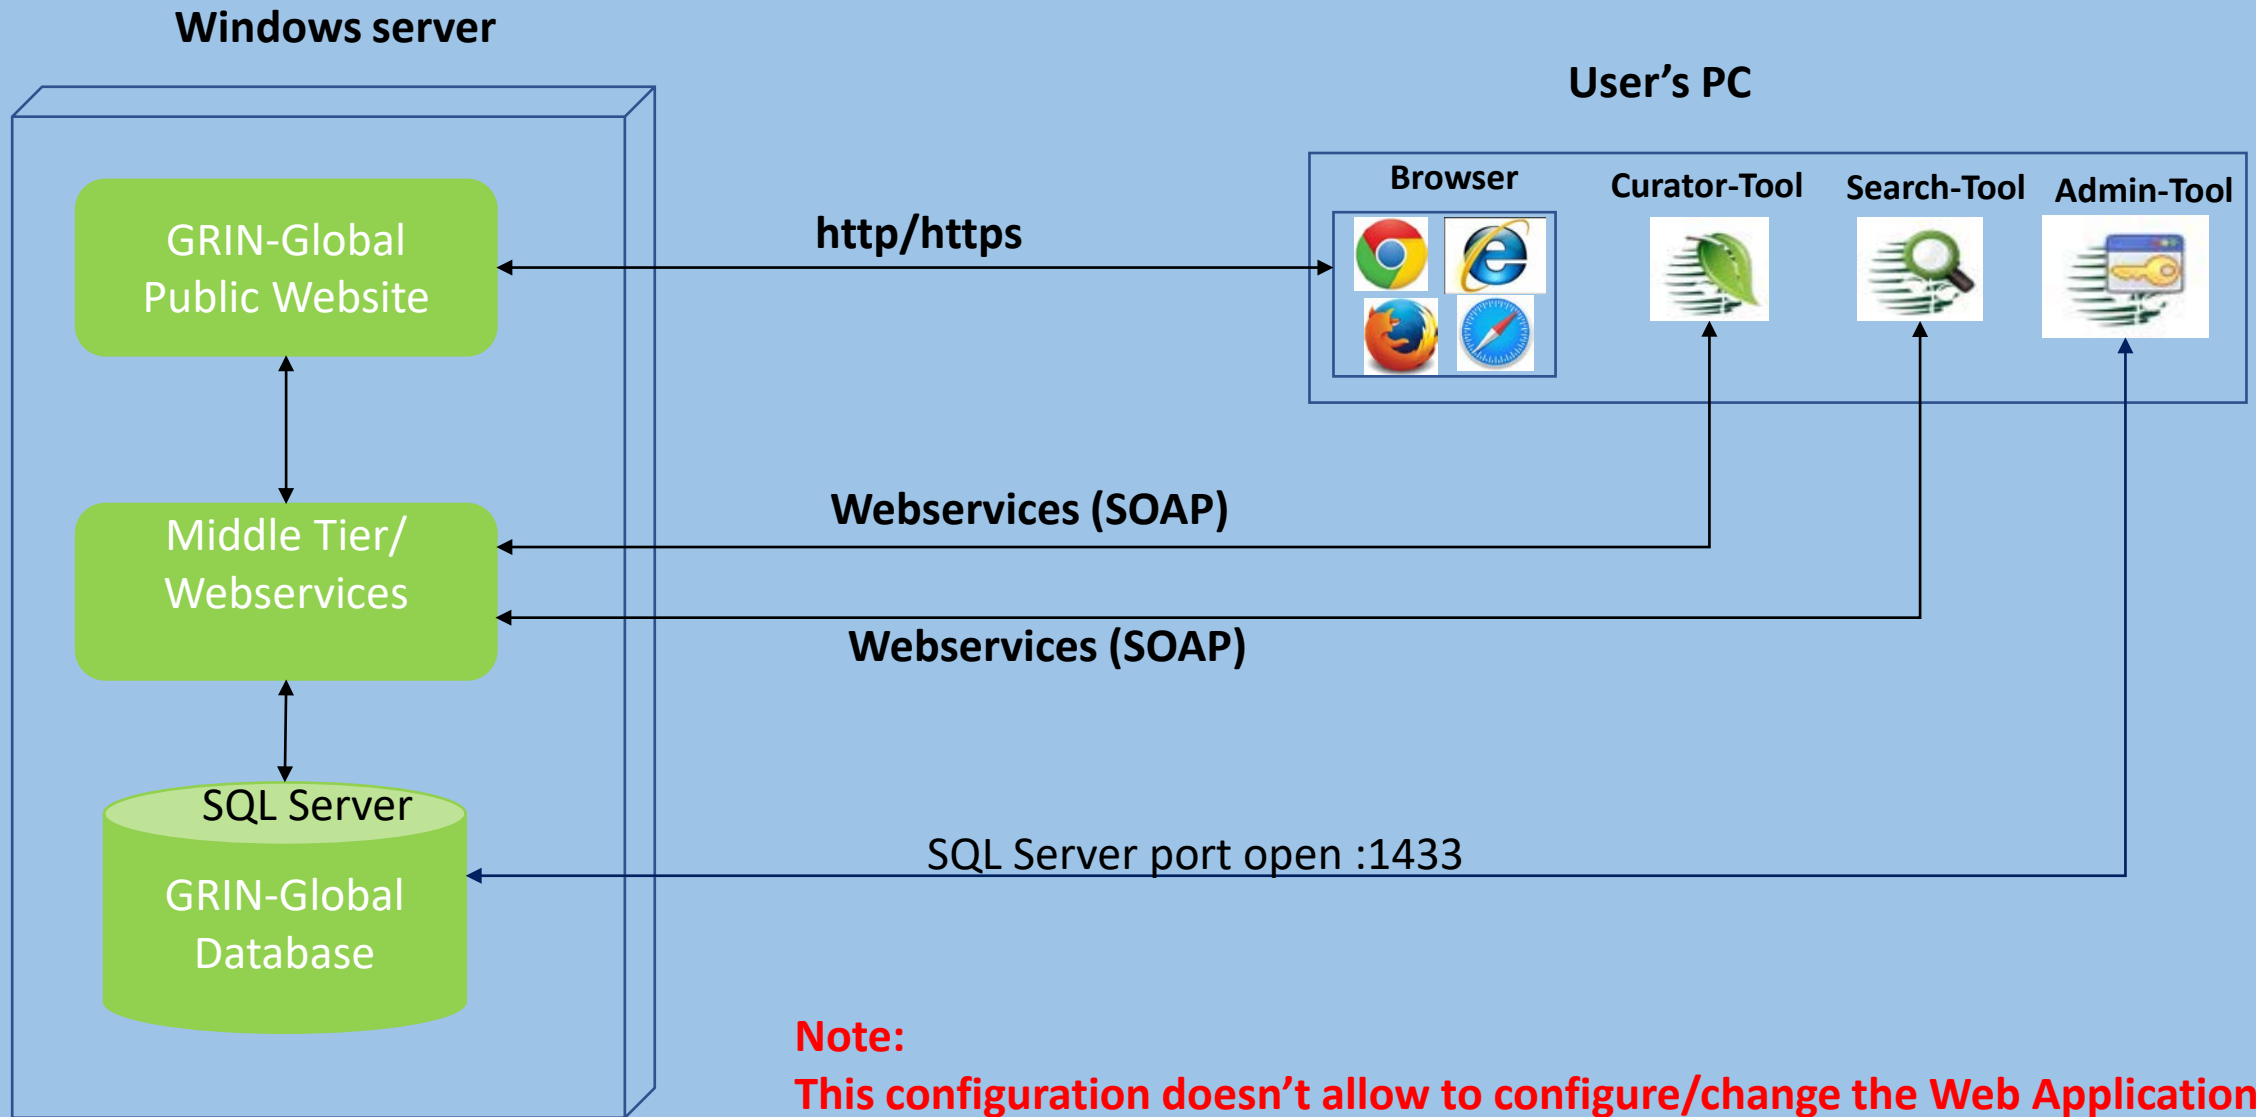 Windows server
User's PC
Browser
Curator-Tool
Search-Tool
Admin-Tool
GRIN-Global
Public Website
http/https
Middle Tier/
Webservices
Webservices (SOAP)
Webservices (SOAP)
SQL Server
GRIN-Global
Database
SQL Server port open :1433
Note:
This configuration doesn't allow to configure/change the Web Application